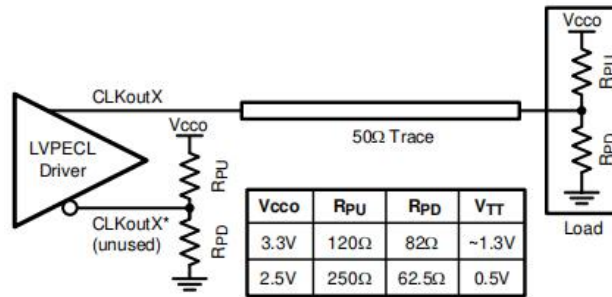 Vcco
RPU
CLKoutX
Vcco
RPD
50Ω Trace
LVPECL
Driver
RPU
CLKoutX*
(unused)
RPD
Load
Vcco RPU RPD VTT
3.3V 120Ω 82Ω ~1.3V
2.5V 250Ω 62.5Ω 0.5V